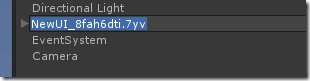 Directional Light
NewUI_8fah6dti.7yv
EventSystem
Camera